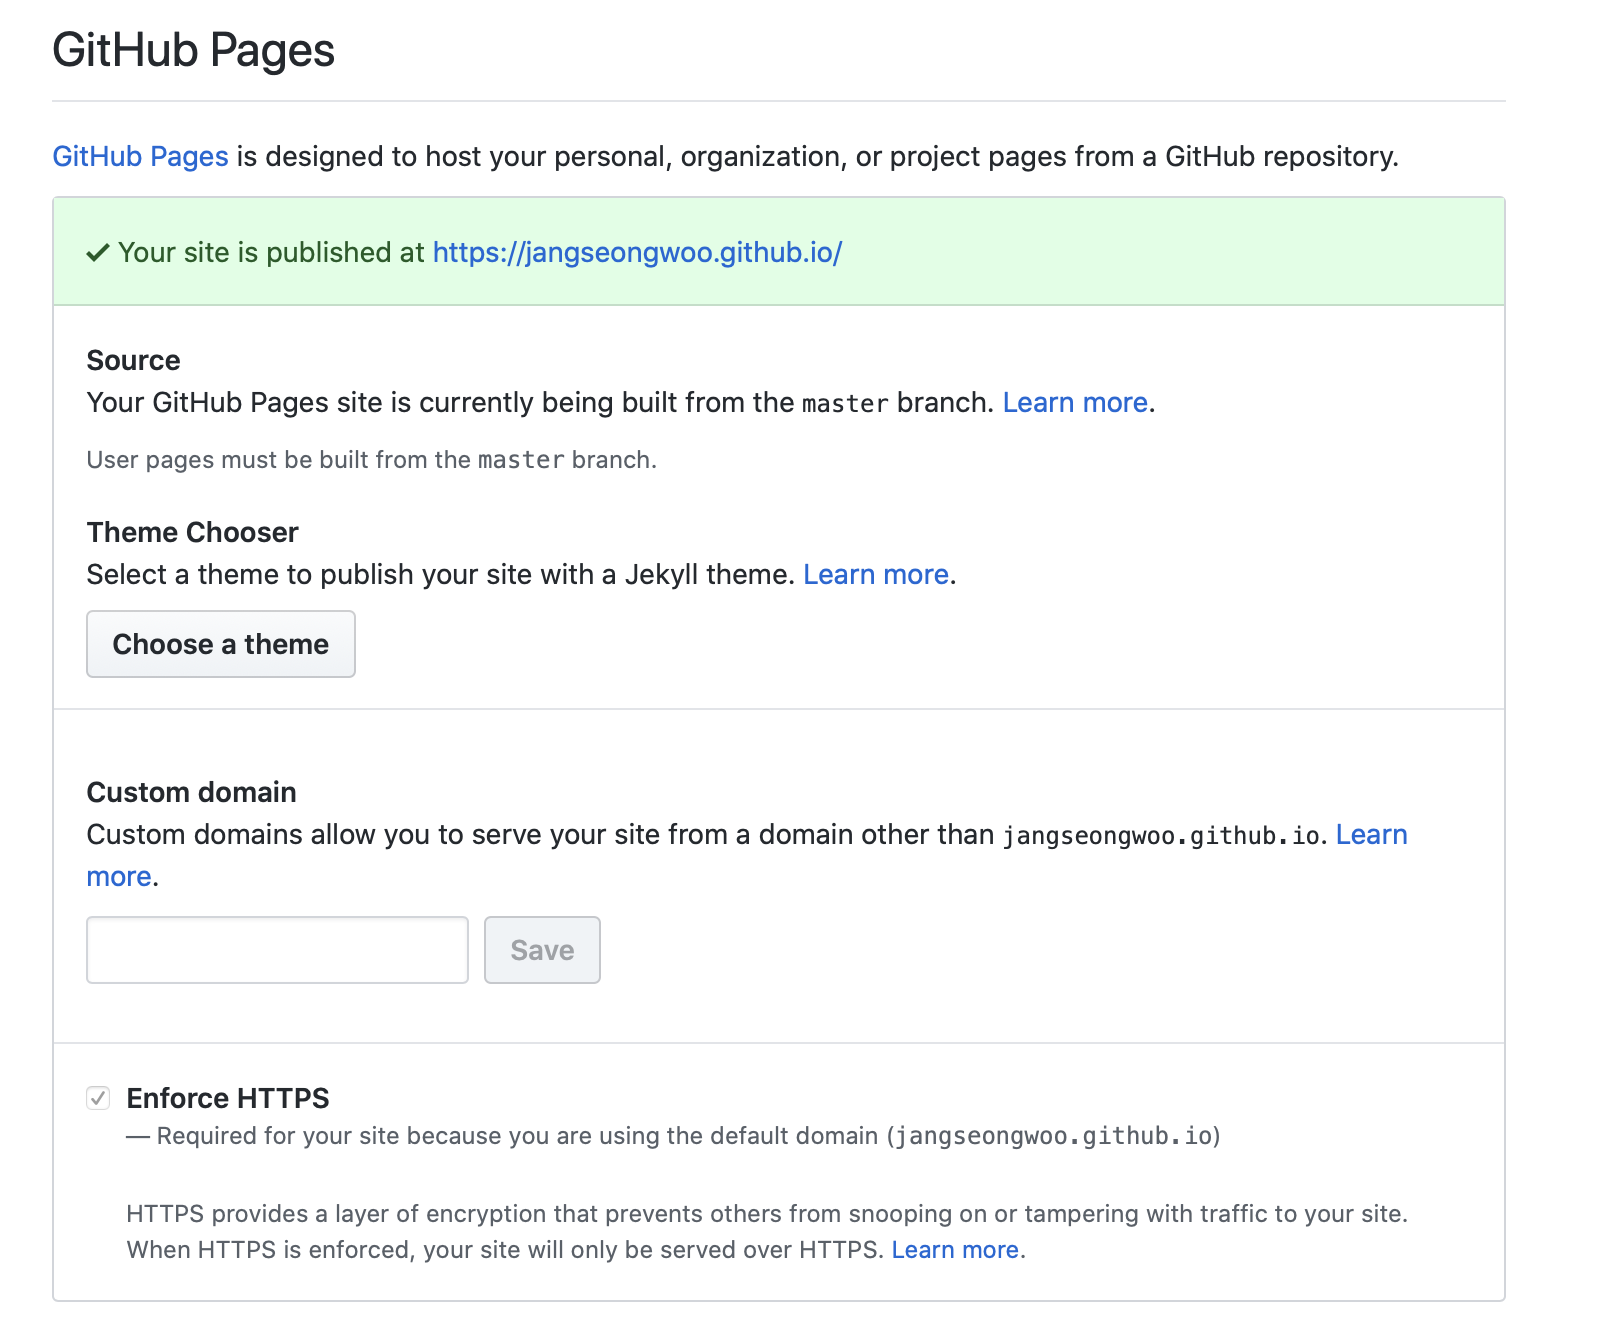 GitHub Pages
GitHub Pages is designed to host your personal, organization, or project pages from a GitHub repository.
Your site is published at https://jangseongwoo.github.io/
Source
Your GitHub Pages site is currently being built from the master branch. Learn more.
User pages must be built from the master branch.
Theme Chooser
Select a theme to publish your site with a Jekyll theme. Learn more.
Choose a theme
Custom domain
Custom domains allow you to serve your site from a domain other than jangseongwoo.github.io. Learn
more.
Save
Enforce HTTPS
— Required for your site because you are using the default domain (jangseongwoo.github.io)
HTTPS provides a layer of encryption that prevents others from snooping on or tampering with traffic to your site.
When HTTPS is enforced, your site will only be served over HTTPS. Learn more.